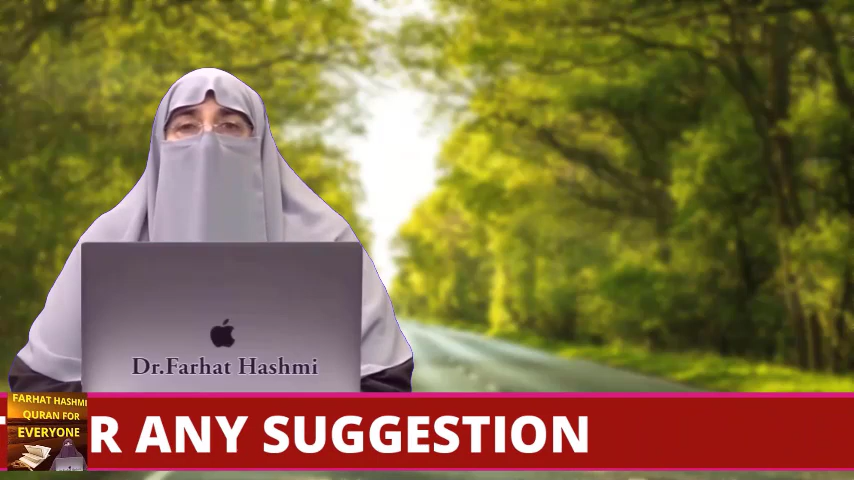 Dr.Farhat Hashmi
FARHAT HASHMI
QURAN FOR
EVERYONE
R ANY SUGGESTION